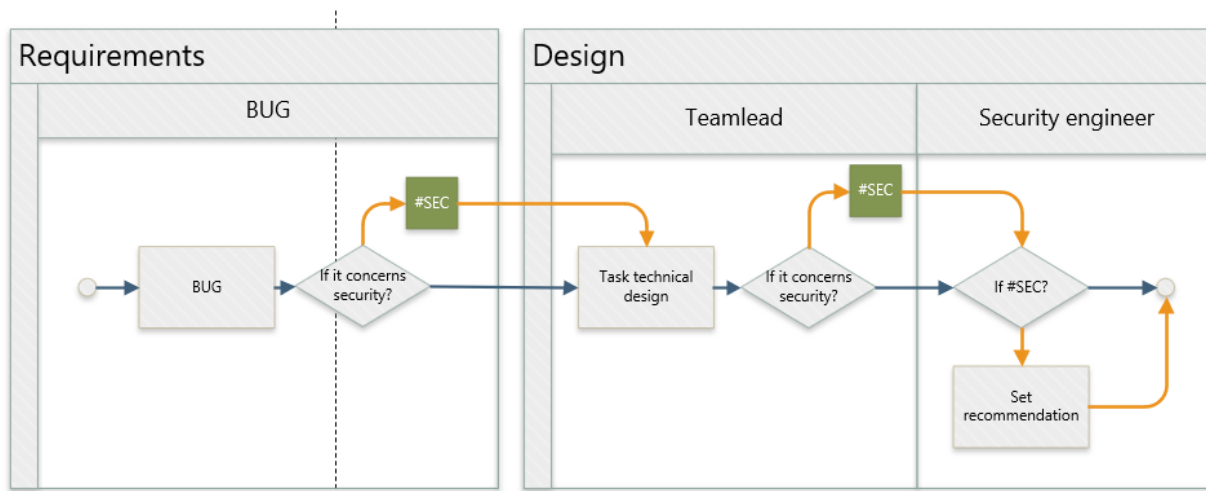 Requirements
Design
BUG
Teamlead
Security engineer
#SEC
#SEC
BUG
If it concerns
security?
Task technical
design
If it concerns
security?
If #SEC?
Set
recommendation